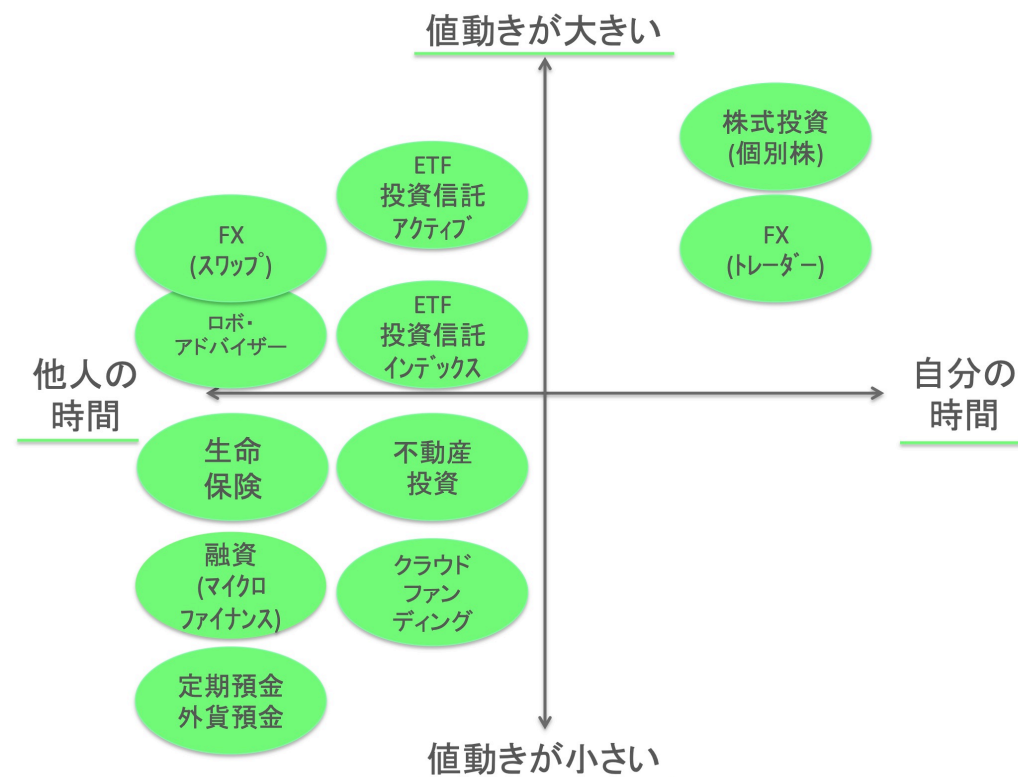 値動きが大きい
株式投資
(個別株)
ETF
投資信託
アクティブ
FX
(スワップ)
FX
(トレーダー)
ロボ・
アドバイザー
ETF
投資信託
インデックス
他人の
時間
自分の
時間
生命
保険
不動産
投資
融資
(マイクロ
ファイナンス)
クラウド
ファン
ディング
定期預金
外貨預金
値動きが小さい